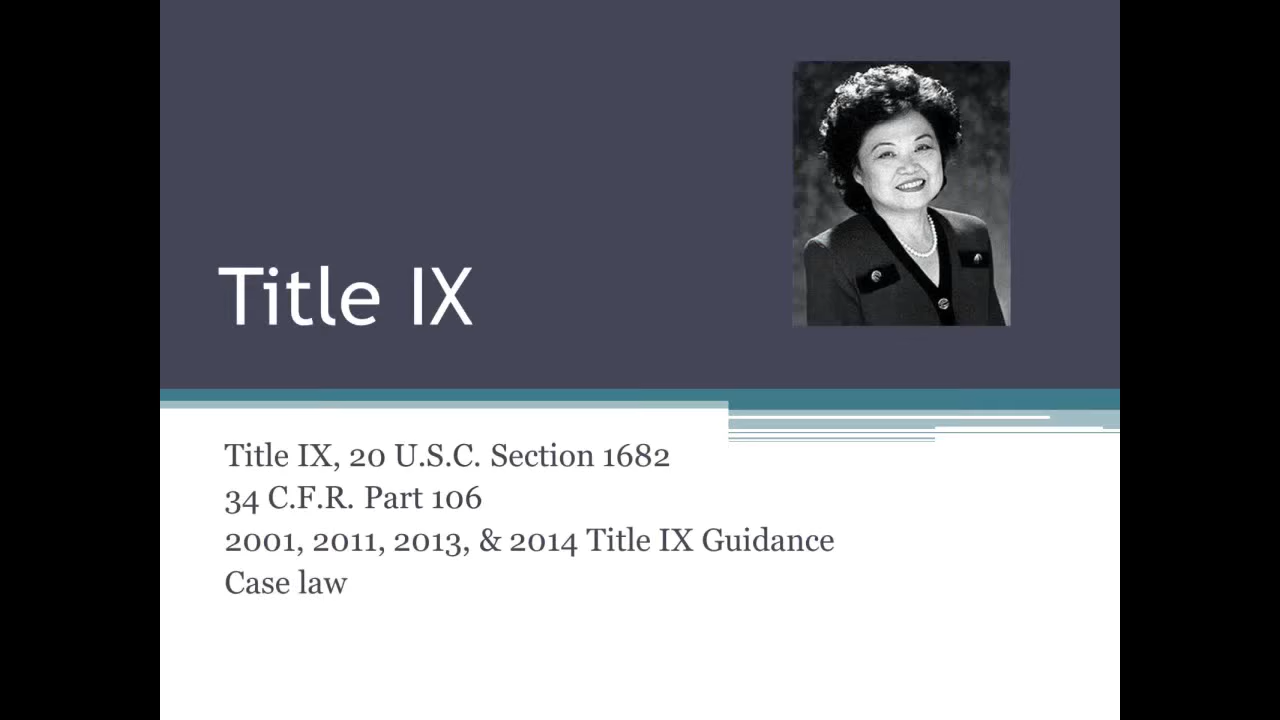 Title IX
Title IX, 20 U.S.C. Section 1682
34 C.F.R. Part 106
2001, 2011, 2013, & 2014 Title IX Guidance
Case law